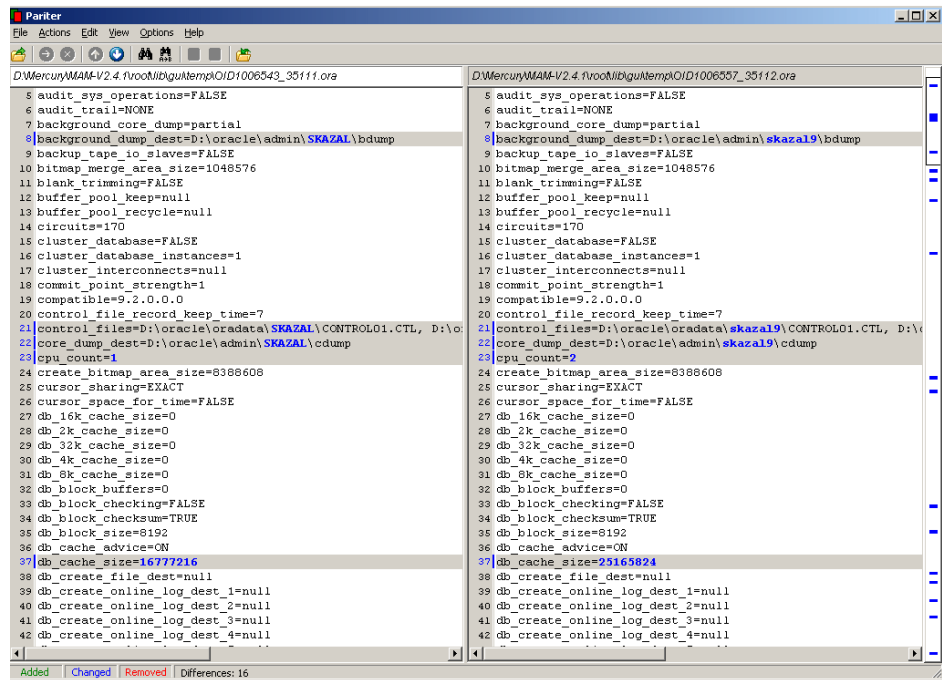 Pariter
File Actions Edit View Options Help
D:\Mercury\MAM-V2.4.1\root\lib\gui\temp\OID1006543_35111.ora
5 audit_sys_operations=FALSE
6 audit_trail=NONE
7 background_core_dump=partial
8 background_dump_dest=D:\oracle\admin\SKAZAL\bdump
9 backup_tape_io_slaves=FALSE
10 bitmap_merge_area_size=1048576
11 blank_trimming=FALSE
12 buffer_pool_keep=null
13 buffer_pool_recycle=null
14 circuits=170
15 cluster_database=FALSE
16 cluster_database_instances=1
17 cluster_interconnects=null
18 commit_point_strength=1
19 compatible=9.2.0.0.0
20 control_file_record_keep_time=7
21 control_files=D:\oracle\oradata\SKAZAL\CONTROL01.CTL, D:\o
22 core_dump_dest=D:\oracle\admin\SKAZAL\cdump
23 cpu_count=1
24 create_bitmap_area_size=8388608
25 cursor_sharing=EXACT
26 cursor_space_for_time=FALSE
27 db_16k_cache_size=0
28 db_2k_cache_size=0
29 db_32k_cache_size=0
30 db_4k_cache_size=0
31 db_8k_cache_size=0
32 db_block_buffers=0
33 db_block_checking=FALSE
34 db_block_checksum=TRUE
35 db_block_size=8192
36 db_cache_advice=ON
37 db_cache_size=16777216
38 db_create_file_dest=null
39 db_create_online_log_dest_1=null
40 db_create_online_log_dest_2=null
41 db_create_online_log_dest_3=null
42 db_create_online_log_dest_4=null
D:\Mercury\MAM-V2.4.1\root\lib\gui\temp\OID1006557_35112.ora
5 audit_sys_operations=FALSE
6 audit_trail=NONE
7 background_core_dump=partial
8 background_dump_dest=D:\oracle\admin\skazal9\bdump
9 backup_tape_io_slaves=FALSE
10 bitmap_merge_area_size=1048576
11 blank_trimming=FALSE
12 buffer_pool_keep=null
13 buffer_pool_recycle=null
14 circuits=170
15 cluster_database=FALSE
16 cluster_database_instances=1
17 cluster_interconnects=null
18 commit_point_strength=1
19 compatible=9.2.0.0.0
20 control_file_record_keep_time=7
21 control_files=D:\oracle\oradata\skazal9\CONTROL01.CTL, D:\
22 core_dump_dest=D:\oracle\admin\skazal9\cdump
23 cpu_count=2
24 create_bitmap_area_size=8388608
25 cursor_sharing=EXACT
26 cursor_space_for_time=FALSE
27 db_16k_cache_size=0
28 db_2k_cache_size=0
29 db_32k_cache_size=0
30 db_4k_cache_size=0
31 db_8k_cache_size=0
32 db_block_buffers=0
33 db_block_checking=FALSE
34 db_block_checksum=TRUE
35 db_block_size=8192
36 db_cache_advice=ON
37 db_cache_size=25165824
38 db_create_file_dest=null
39 db_create_online_log_dest_1=null
40 db_create_online_log_dest_2=null
41 db_create_online_log_dest_3=null
42 db_create_online_log_dest_4=null
Added Changed Removed Differences: 16